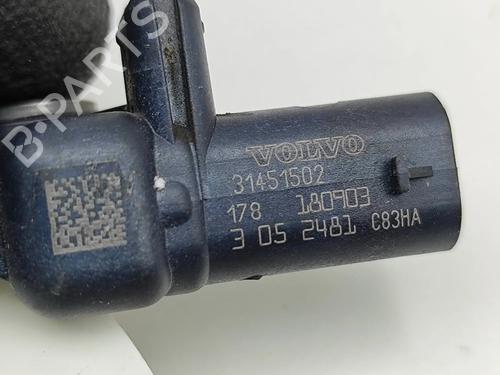 B-PARTS
VOLVO
31451502
178 180903
3 05 2481 C83HA